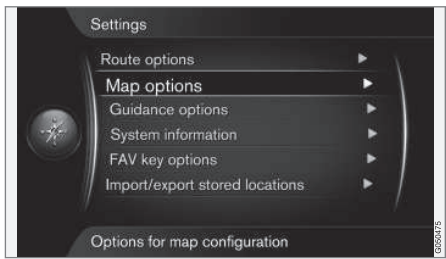 Settings
Route options
Map options
Guidance options
System information
FAV key options
Import/export stored locations
Options for map configuration
G050475